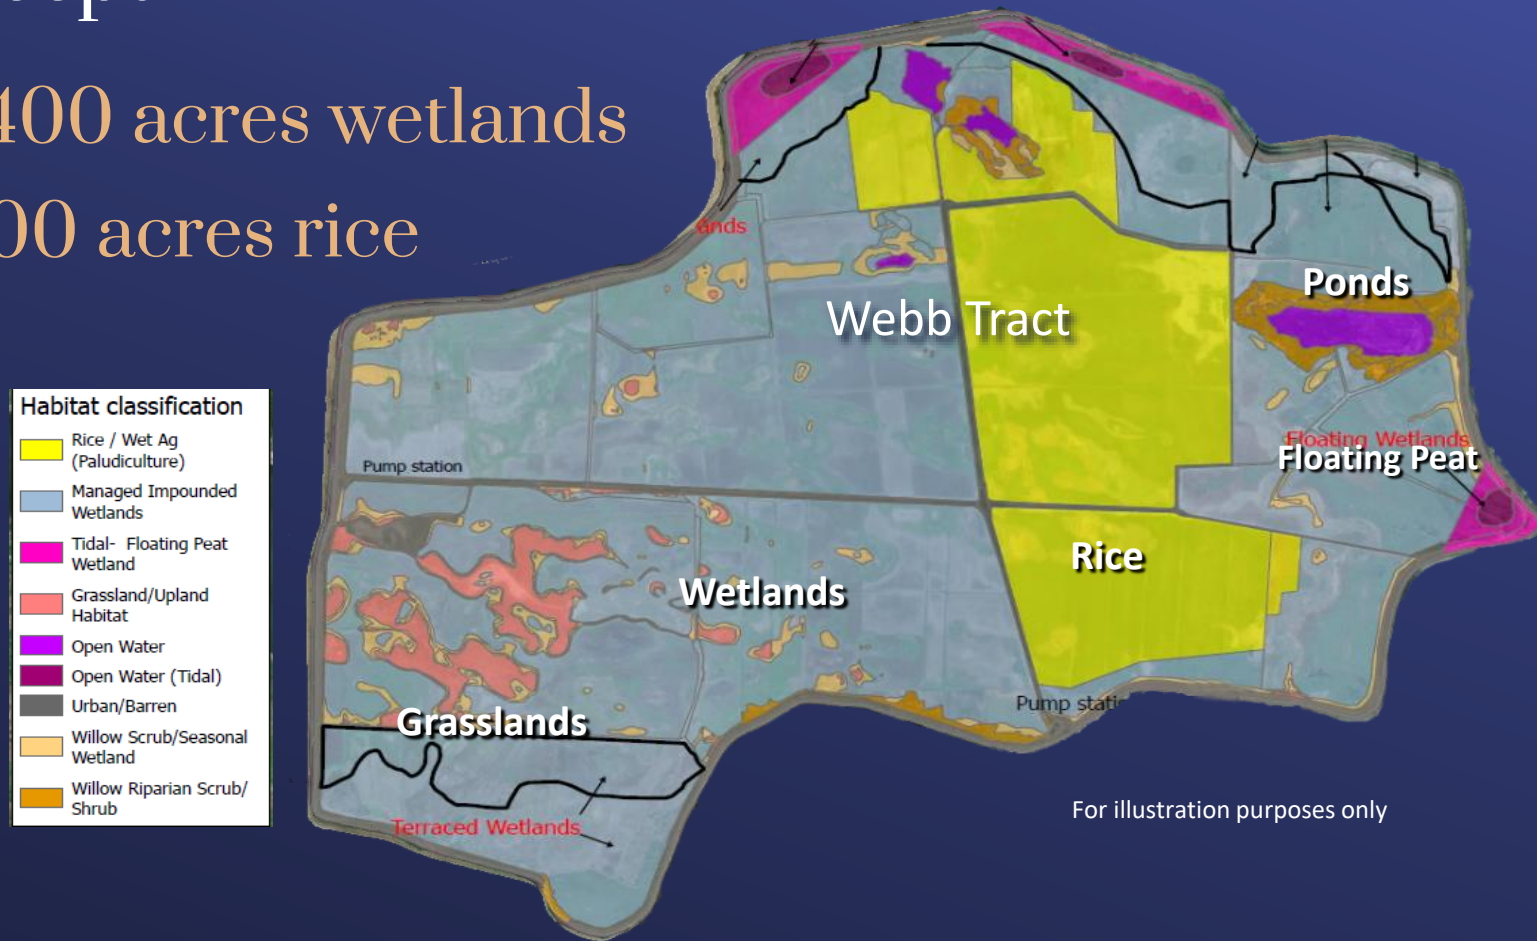 400 acres wetlands
00 acres rice
ands
Webb Tract
Ponds
Habitat classification
Rice / Wet Ag
(Paludiculture)
Managed Impounded
Wetlands
Tidal- Floating Peat
Wetland
Grassland/Upland
Habitat
Open Water
Open Water (Tidal)
Urban/Barren
Willow Scrub/Seasonal
Wetland
Willow Riparian Scrub/
Shrub
Pump station
Floating Wetlands
Floating Peat
Rice
Wetlands
Grasslands
Pump stati
Terraced Wetlands
For illustration purposes only